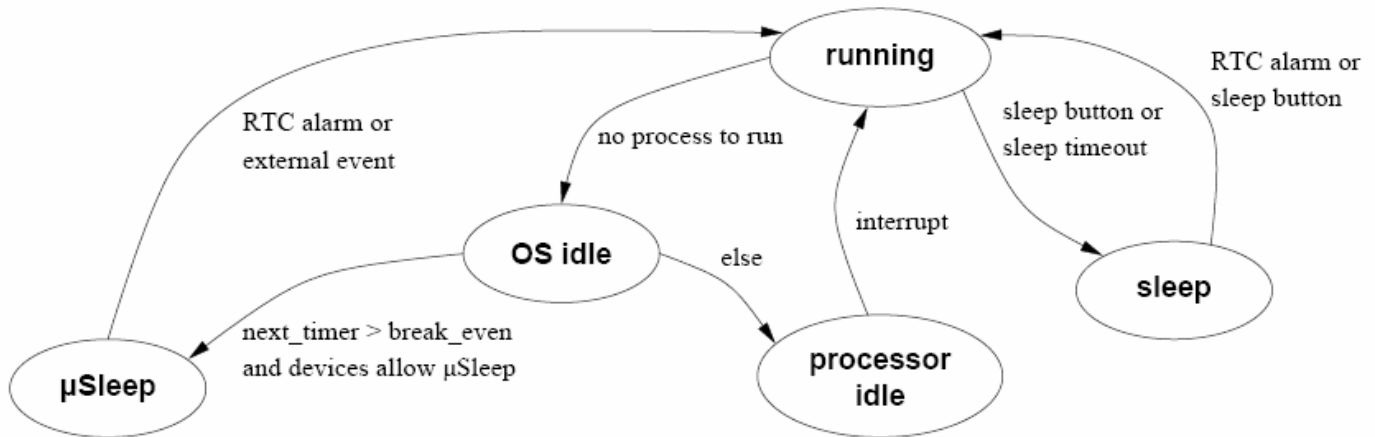 running
RTC alarm or
sleep button
RTC alarm or
external event
no process to run
sleep button or
sleep timeout
interrupt
OS idle
else
sleep
next_timer > break_even
and devices allow μSleep
μSleep
processor
idle